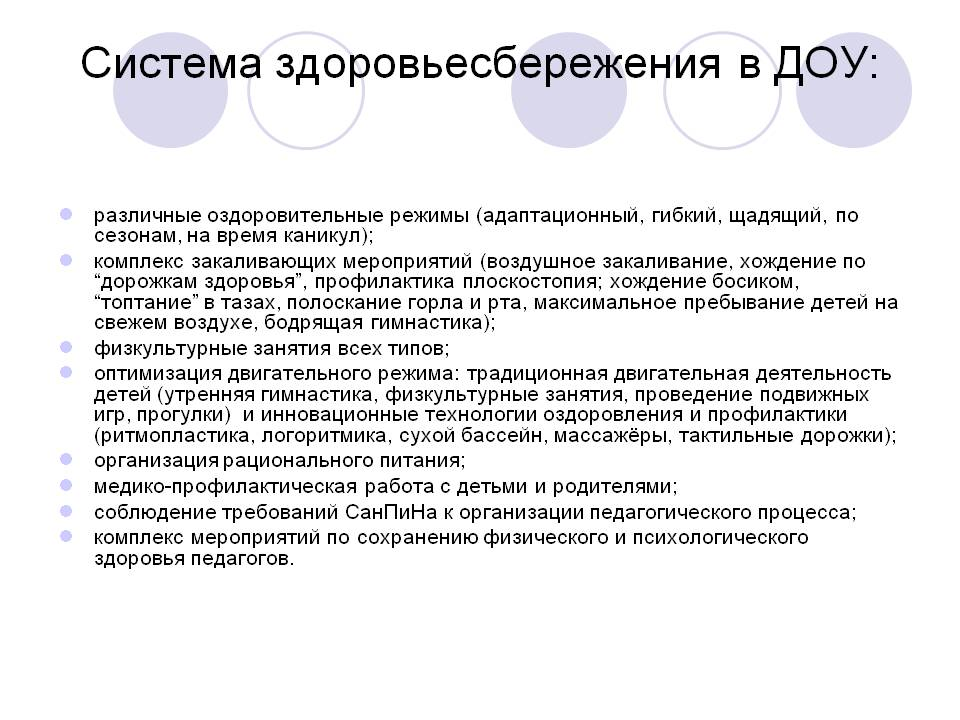 Система здоровьесбережения в ДОУ:
различные оздоровительные режимы (адаптационный, гибкий, щадящий, по
сезонам, на время каникул);
комплекс закаливающих мероприятий (воздушное закаливание, хождение по
“дорожкам здоровья”, профилактика плоскостопия; хождение босиком,
“топтание” в тазах, полоскание горла и рта, максимальное пребывание детей на
свежем воздухе, бодрящая гимнастика);
физкультурные занятия всех типов;
оптимизация двигательного режима: традиционная двигательная деятельность
детей (утренняя гимнастика, физкультурные занятия, проведение подвижных
игр, прогулки) и инновационные технологии оздоровления и профилактики
(ритмопластика, логоритмика, сухой бассейн, массажёры, тактильные дорожки);
организация рационального питания;
медико-профилактическая работа с детьми и родителями;
соблюдение требований СанПиНа к организации педагогического процесса;
комплекс мероприятий по сохранению физического и психологического
здоровья педагогов.